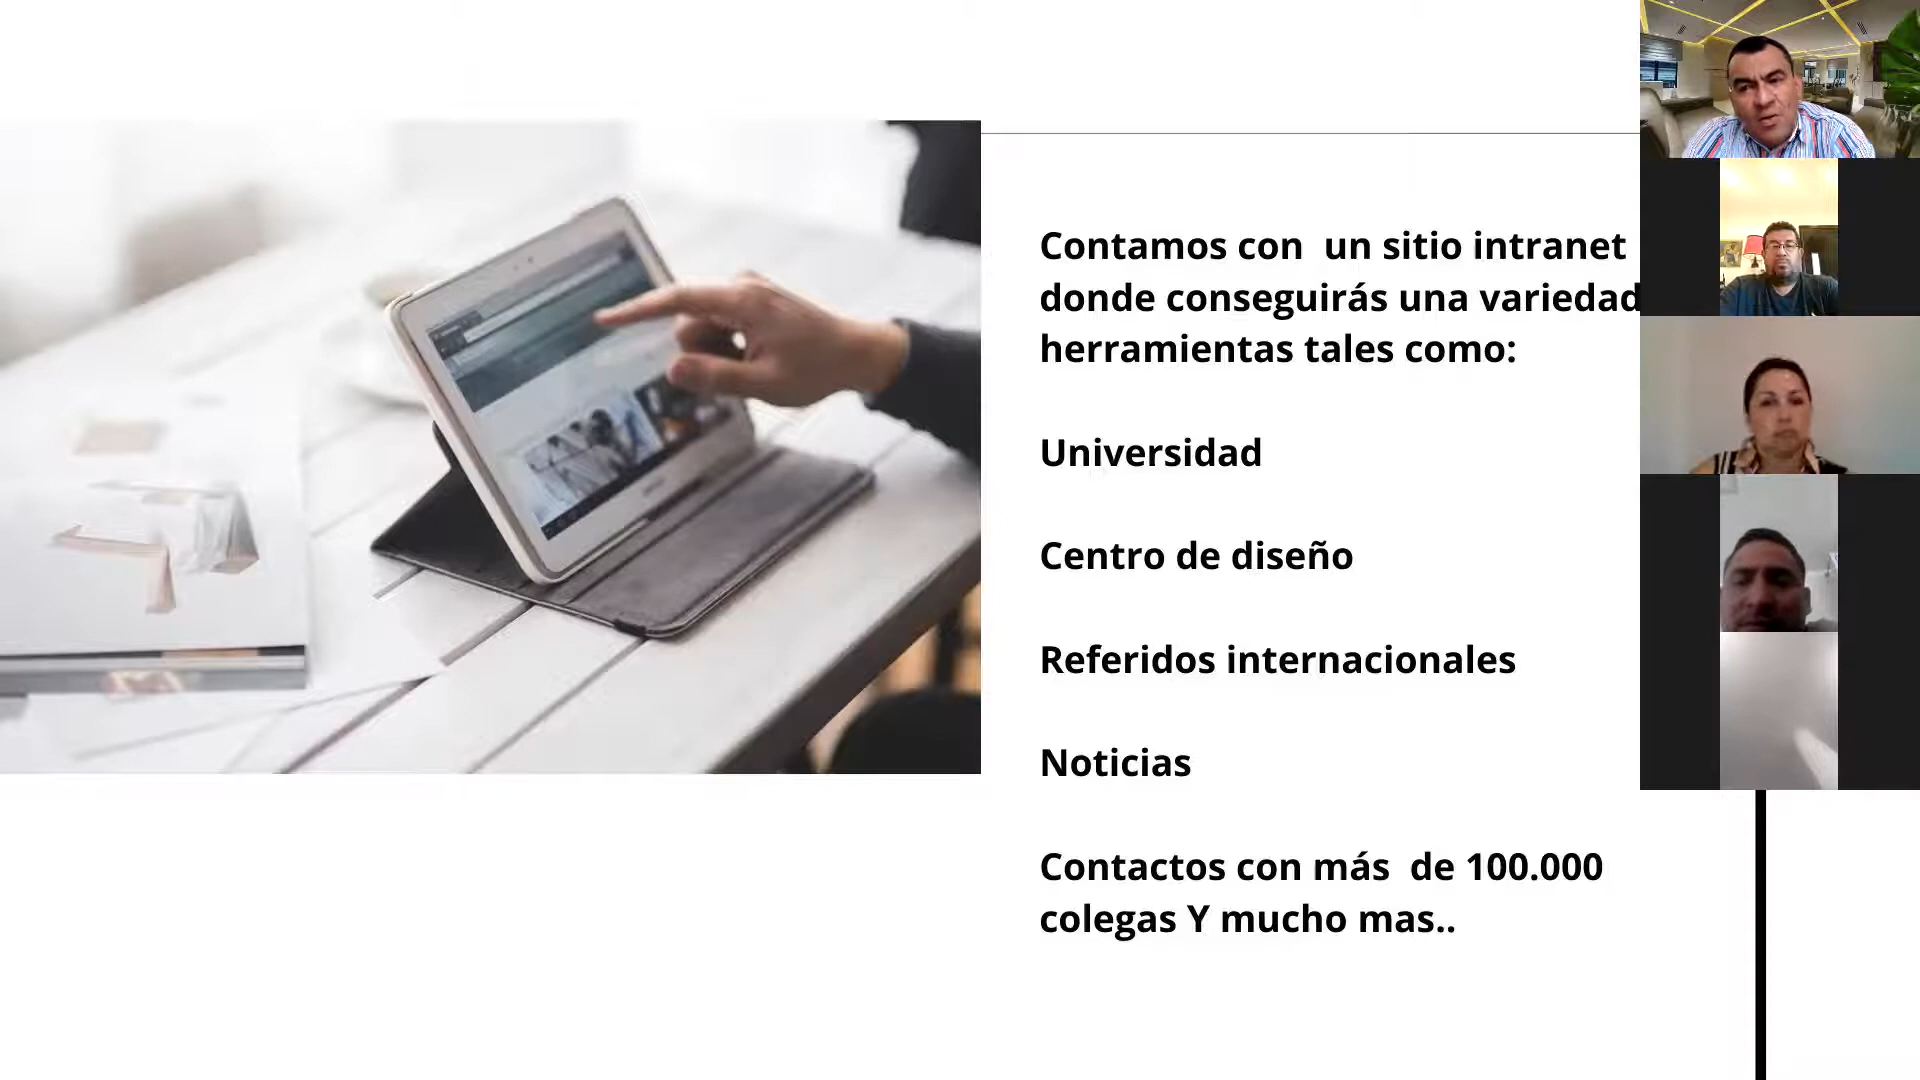 Contamos con un sitio intranet
donde conseguirás una variedad
herramientas tales como:
Universidad
Centro de diseño
Referidos internacionales
Noticias
Contactos con más de 100.000
colegas Y mucho mas..